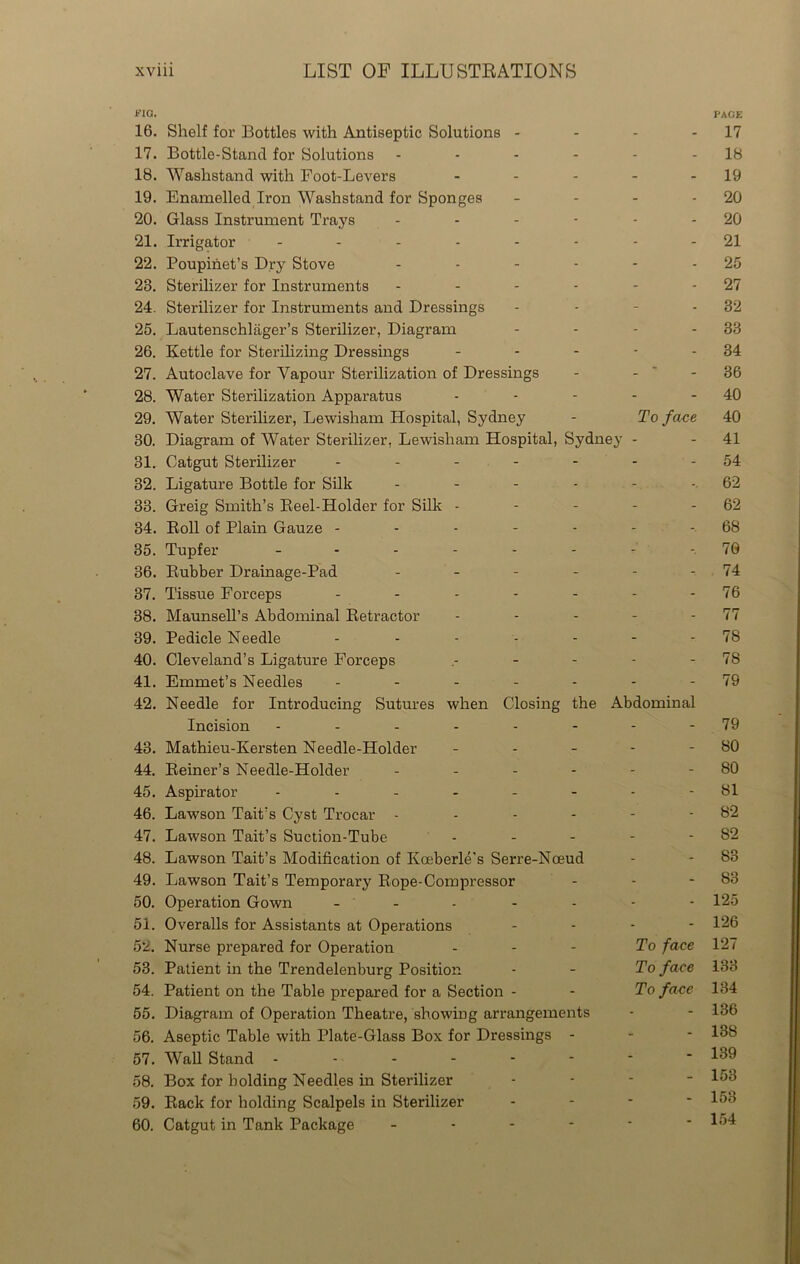 xviii LIST OF ILLUSTRATIONS
FIG. PAGE
16. Shelf for Bottles with Antiseptic Solutions - - - - 17
17. Bottle-Stand for Solutions - - - - - - 18
18. Washstand with Foot-Levers - - - - - 19
19. Enamelled Iron Washstand for Sponges - - - - 20
20. Glass Instrument Trays - - - - - - 20
21. Irrigator - - - - - - - - 21
22. Poupinet's Dry Stove - - - - - - 25
23. Sterilizer for Instruments - - - - - - 27
24. Sterilizer for Instruments and Dressings - - - - 32
25. Lautenschläger's Sterilizer, Diagram - - - - 33
26. Kettle for Sterilizing Dressings - - - - - 34
27. Autoclave for Vapour Sterilization of Dressings - - - 36
28. Water Sterilization Apparatus - - - - - 40
29. Water Sterilizer, Lewisham Hospital, Sydney - To face 40
30. Diagram of Water Sterilizer, Lewisham Hospital, Sydney - - 41
31. Catgut Sterilizer - - - - - - - 54
32. Ligature Bottle for Silk - - - - - - 62
33. Greig Smith's Reel-Holder for Silk - - - - - 62
34. Roll of Plain Gauze - - - - - - - 68
35. Tupfer - - - - - - - - 70
36. Rubber Drainage-Pad - - - - - - 74
37. Tissue Forceps - - - - - - - 76
38. Maunsell's Abdominal Retractor - - - - - 77
39. Pedicle Needle - - - - - - - 78
40. Cleveland's Ligature Forceps - - - - - 78
41. Emmet's Needles - - - - - - - 79
42. Needle for Introducing Sutures when Closing the Abdominal
Incision - - - - - - - - 79
43. Mathieu-Kersten Needle-Holder - - - - - 80
44. Reiner's Needle-Holder - - - - - - 80
45. Aspirator - - - - - - - - 81
46. Lawson Tait's Cyst Trocar - - - - - - 82
47. Lawson Tait's Suction-Tube - - - - - 82
48. Lawson Tait's Modification of Kœberlé's Serre-Nœud - - 83
49. Lawson Tait's Temporary Rope-Compressor - - - 83
50. Operation Gown - - - - - - - 125
51. Overalls for Assistants at Operations - - - - 126
52. Nurse prepared for Operation - - - To face 127
53. Patient in the Trendelenburg Position - - To face 133
54. Patient on the Table prepared for a Section - - To face 134
55. Diagram of Operation Theatre, showing arrangements - - 136
56. Aseptic Table with Plate-Glass Box for Dressings - - - 138
57. Wall Stand - - - - - - - - 139
58. Box for holding Needles in Sterilizer - - - - 153
59. Rack for holding Scalpels in Sterilizer - - - - 153
60. Catgut in Tank Package - - - - - - 154